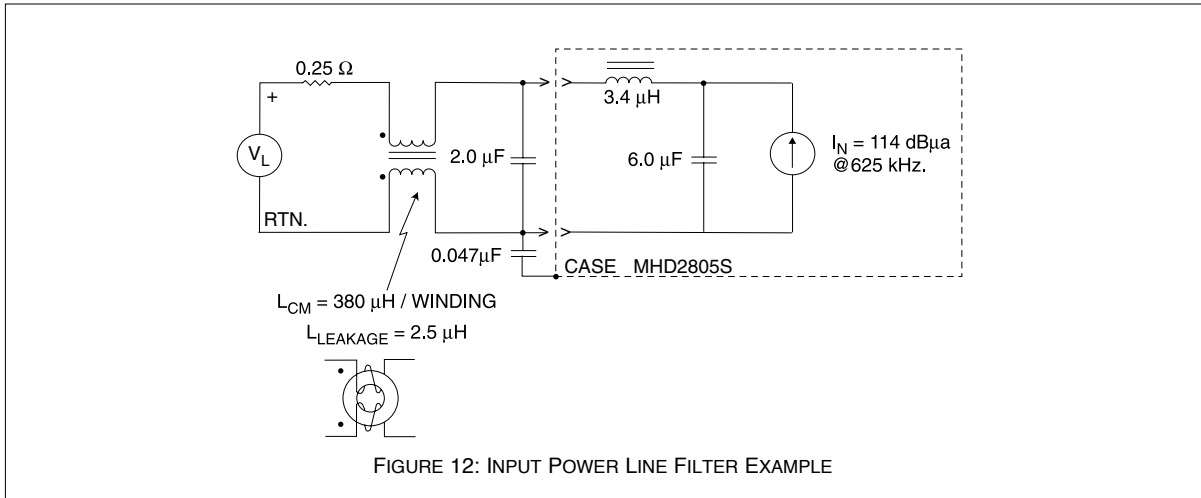 0.25 Ω
+
V_L
RTN.
2.0 µF
0.047µF
3.4 µH
6.0 µF
I_N = 114 dBµa
@625 kHz.
CASE MHD2805S
L_CM = 380 µH / WINDING
L_LEAKAGE = 2.5 µH
FIGURE 12: INPUT POWER LINE FILTER EXAMPLE